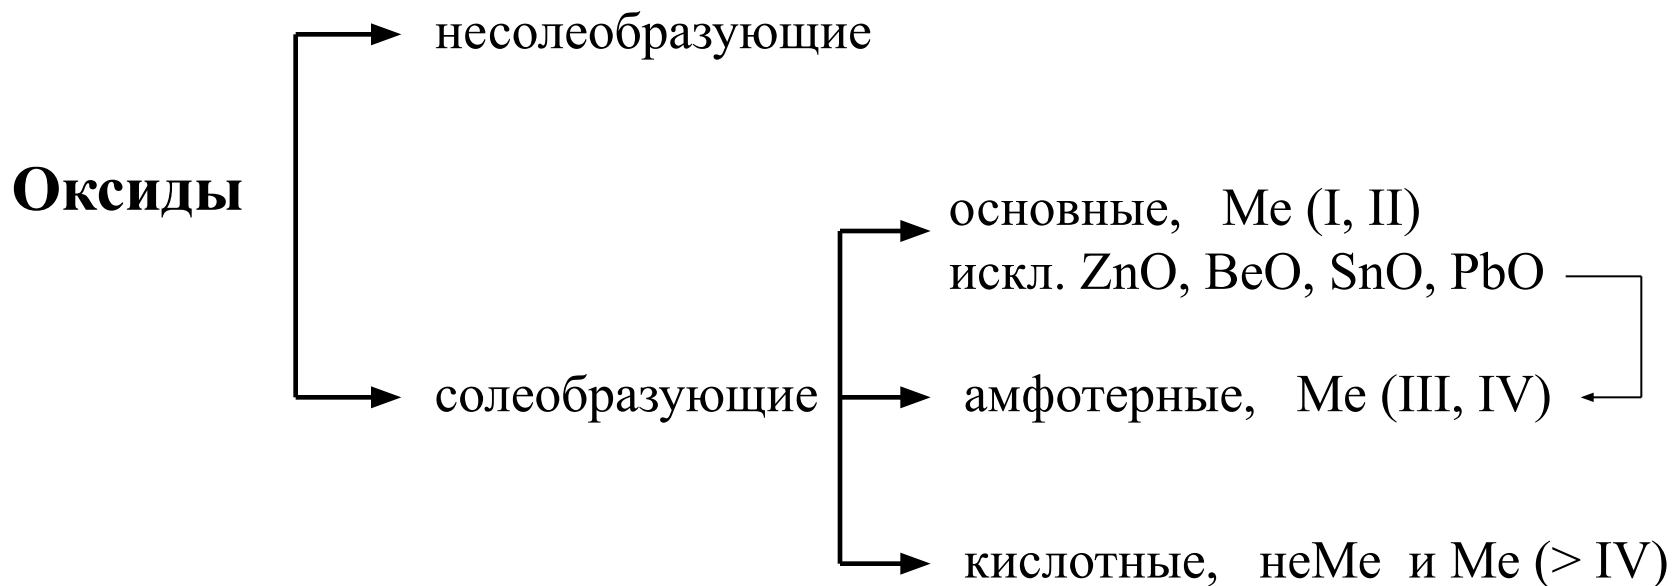 несолеобразующие
Оксиды
основные, Me (I, II)
искл. ZnO, BeO, SnO, PbO
солеобразующие
амфотерные, Me (III, IV)
кислотные, неMe и Me (> IV)